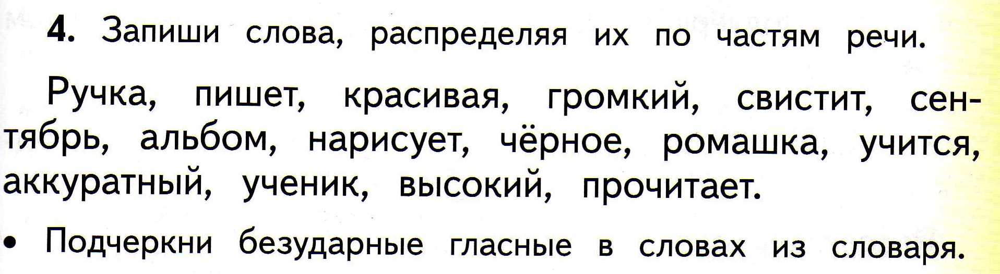 4. Запиши слова, распределяя их по частям речи.
Ручка, пишет, красивая, громкий, свистит, сен-
тябрь, альбом, нарисует, чёрное, ромашка, учится,
аккуратный, ученик, высокий, прочитает.
• Подчеркни безударные гласные в словах из словаря.